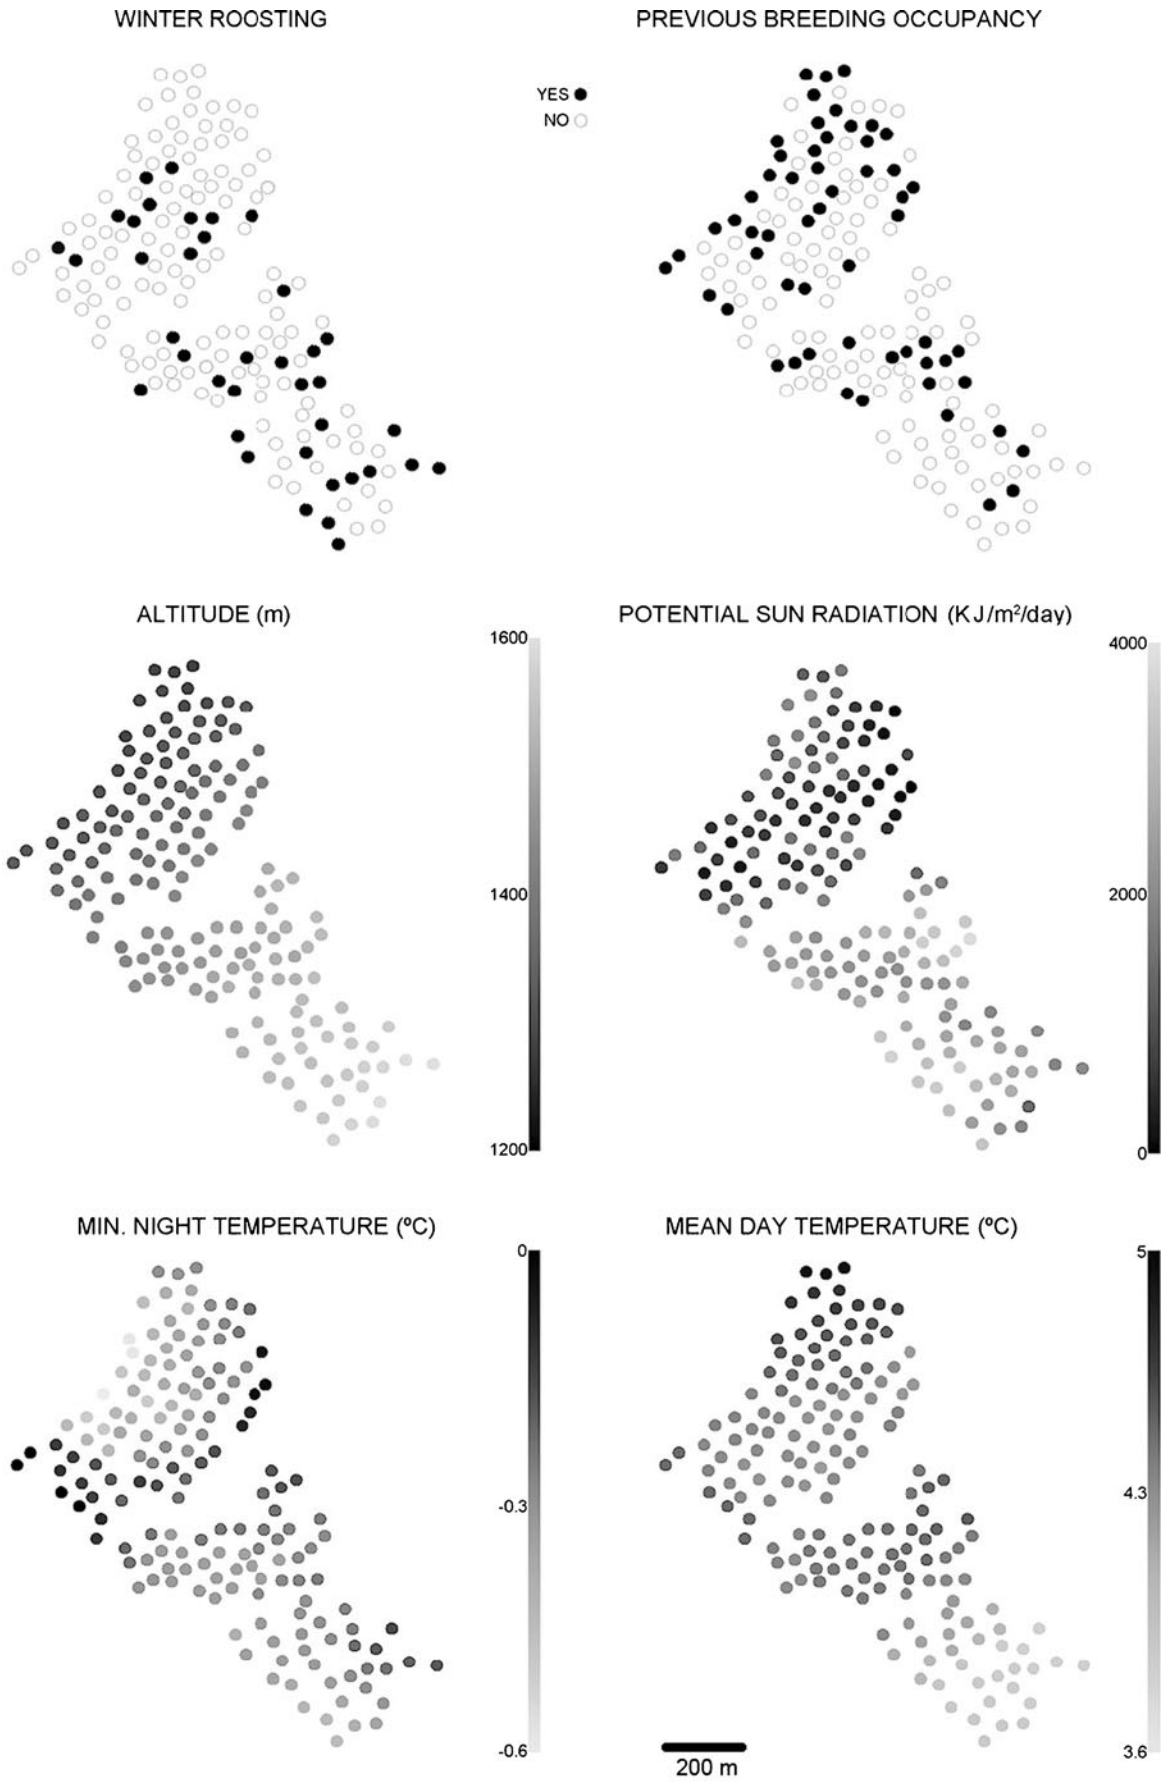 WINTER ROOSTING
PREVIOUS BREEDING OCCUPANCY
YES
NO
ALTITUDE (m)
POTENTIAL SUN RADIATION (KJ/m²/day)
1600
4000
1400
2000
1200
0
MIN. NIGHT TEMPERATURE (ºC)
MEAN DAY TEMPERATURE (ºC)
0
5
-0.3
4.3
-0.6
3.6
200 m